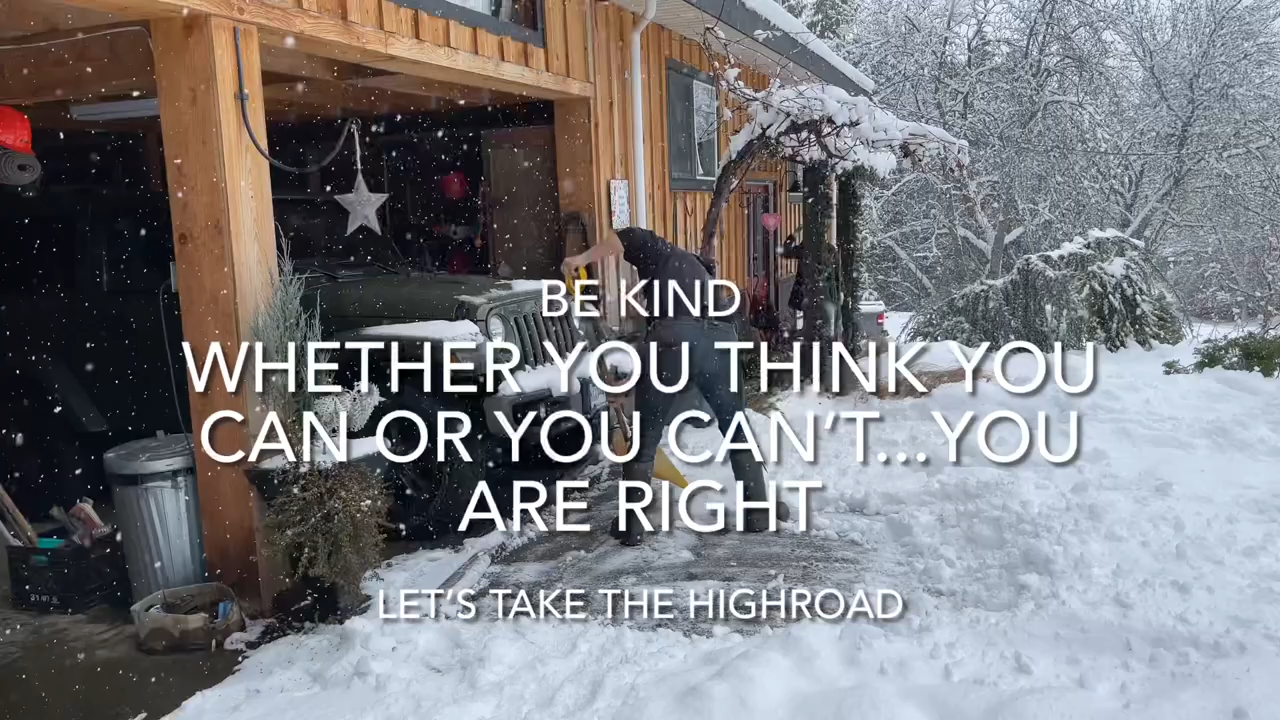 BE KIND
WHETHER YOU THINK YOU
CAN OR YOU CAN’T...YOU
ARE RIGHT
LET’S TAKE THE HIGHROAD